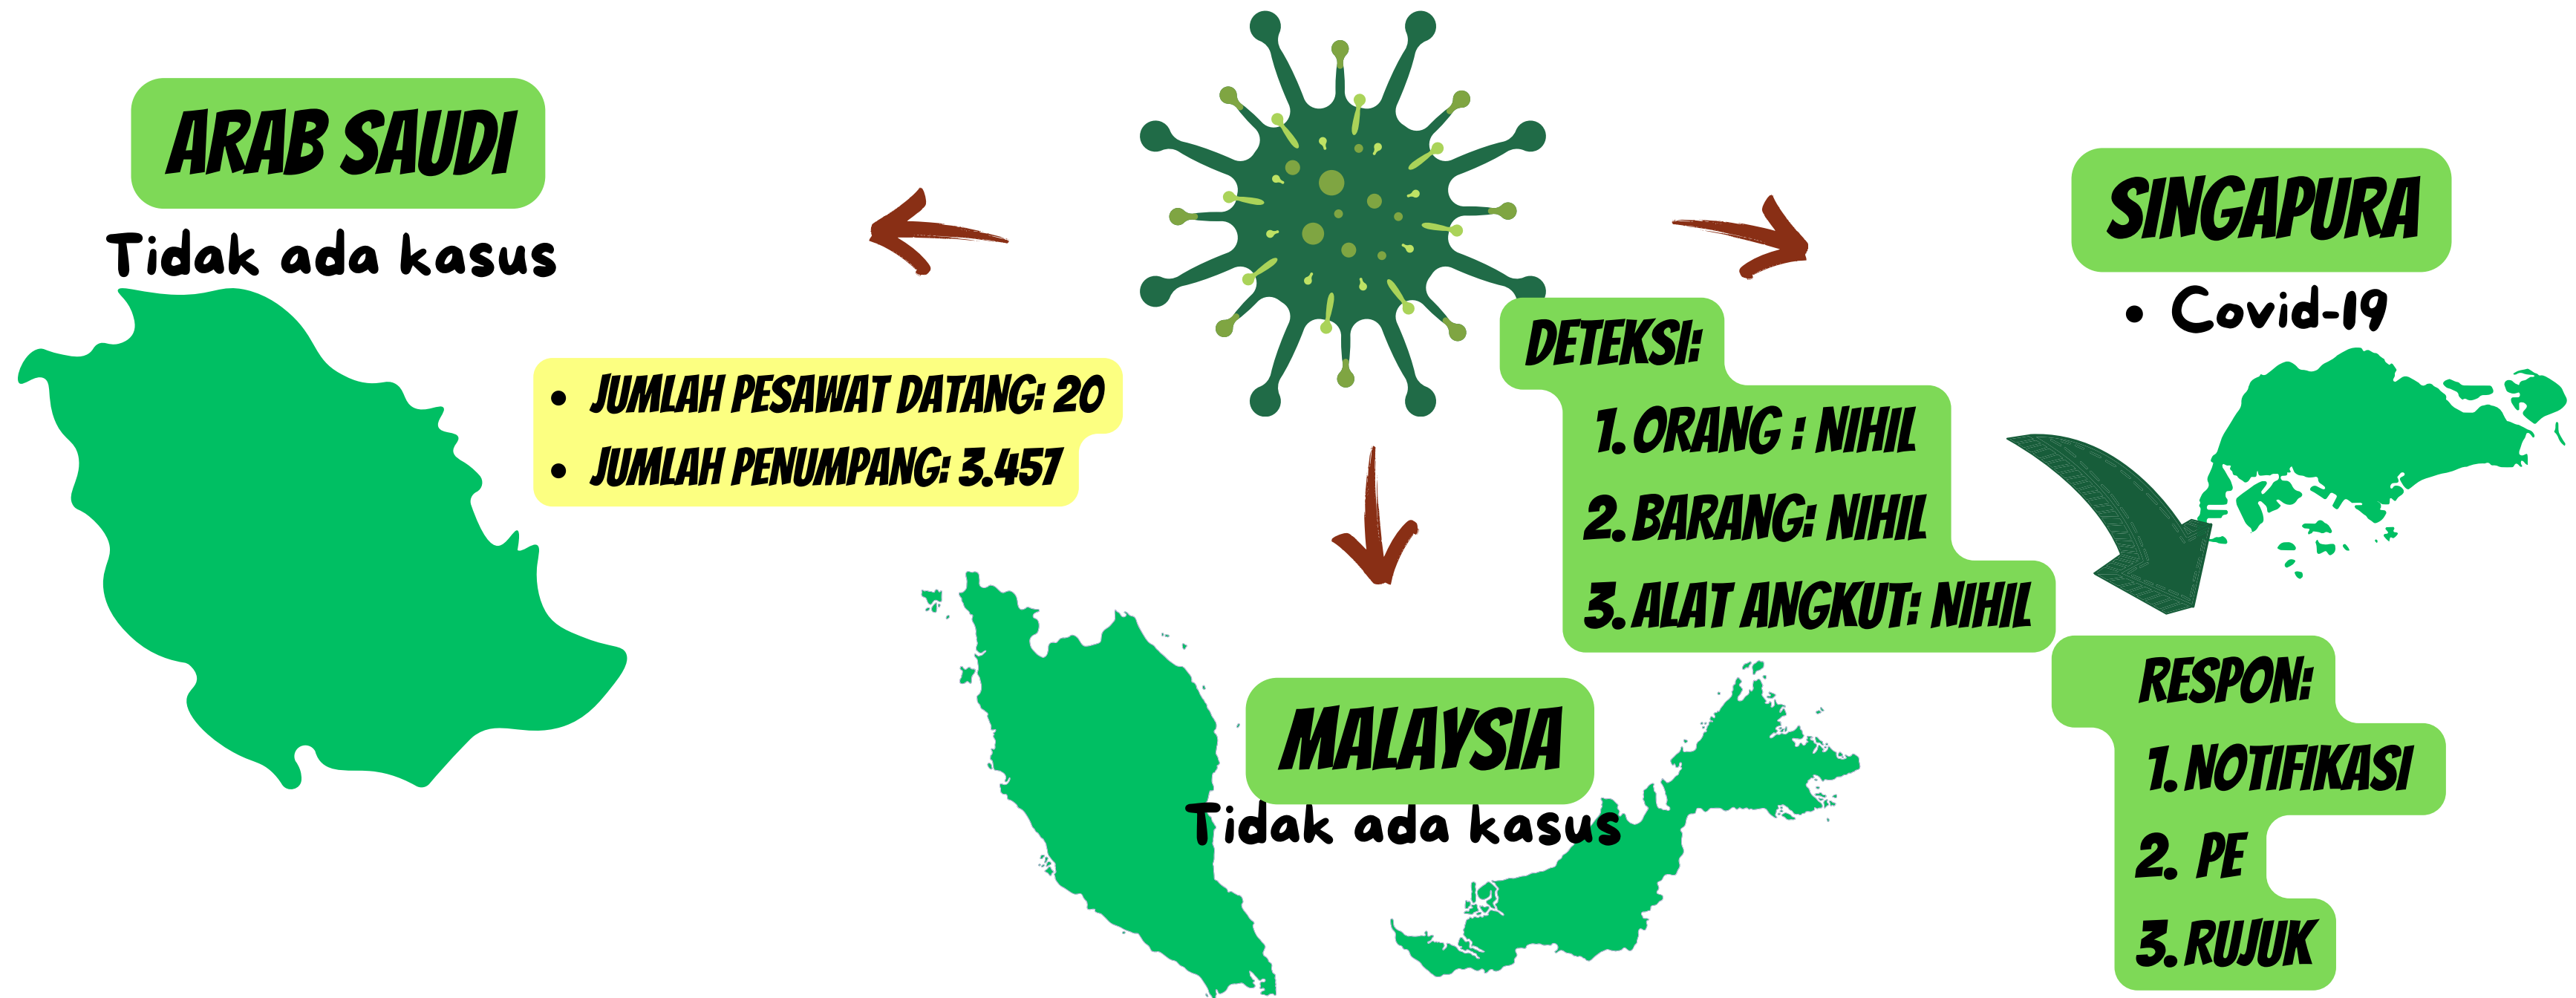 ARAB SAUDI
Tidak ada kasus
• JUMLAH PESAWAT DATANG: 20
• JUMLAH PENUMPANG: 3.457
SINGAPURA
• Covid-19
DETEKSI:
1. ORANG : NIHIL
2. BARANG: NIHIL
3. ALAT ANGKUT: NIHIL
MALAYSIA
Tidak ada kasus
RESPON:
1. NOTIFIKASI
2. PE
3. RUJUK